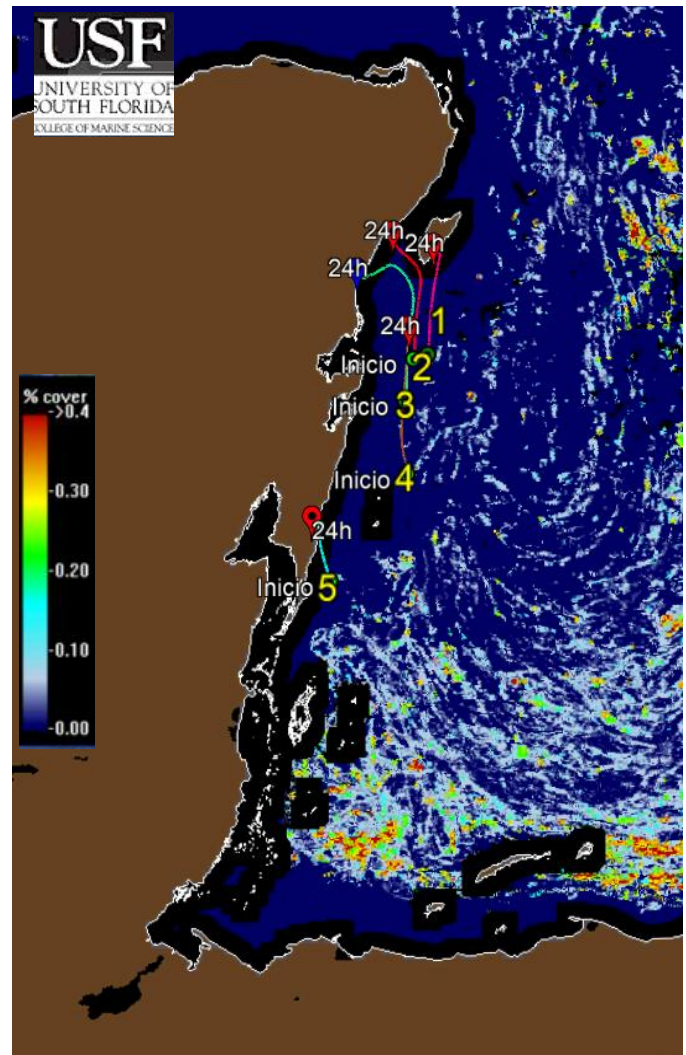 USF
UNIVERSITY OF
SOUTH FLORIDA
COLLEGE OF MARINE SCIENCE
24h
24h
24h
24h
1
Inicio 2
Inicio 3
Inicio 4
24h
Inicio 5
% cover
->0.4
-0.30
-0.20
-0.10
-0.00